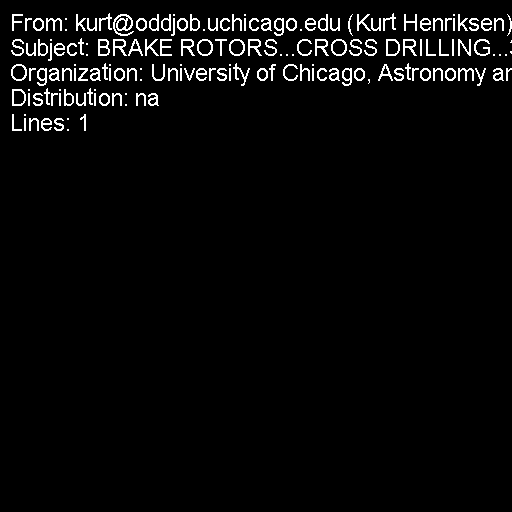 From: kurt@oddjob.uchicago.edu (Kurt Henriksen)
Subject: BRAKE ROTORS...CROSS DRILLING...
Organization: University of Chicago, Astronomy
Distribution: na
Lines: 1